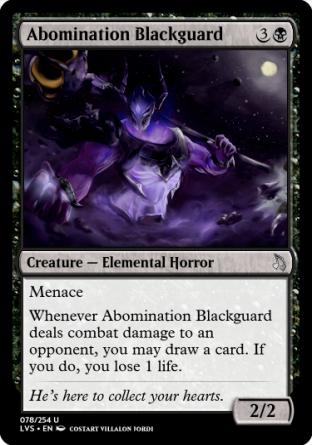 Abomination Blackguard 3
Creature — Elemental Horror
Menace
Whenever Abomination Blackguard
deals combat damage to an
opponent, you may draw a card. If
you do, you lose 1 life.
He's here to collect your hearts.
2/2
078/254 U
LVS • EN COSTART VILLALON FORDI